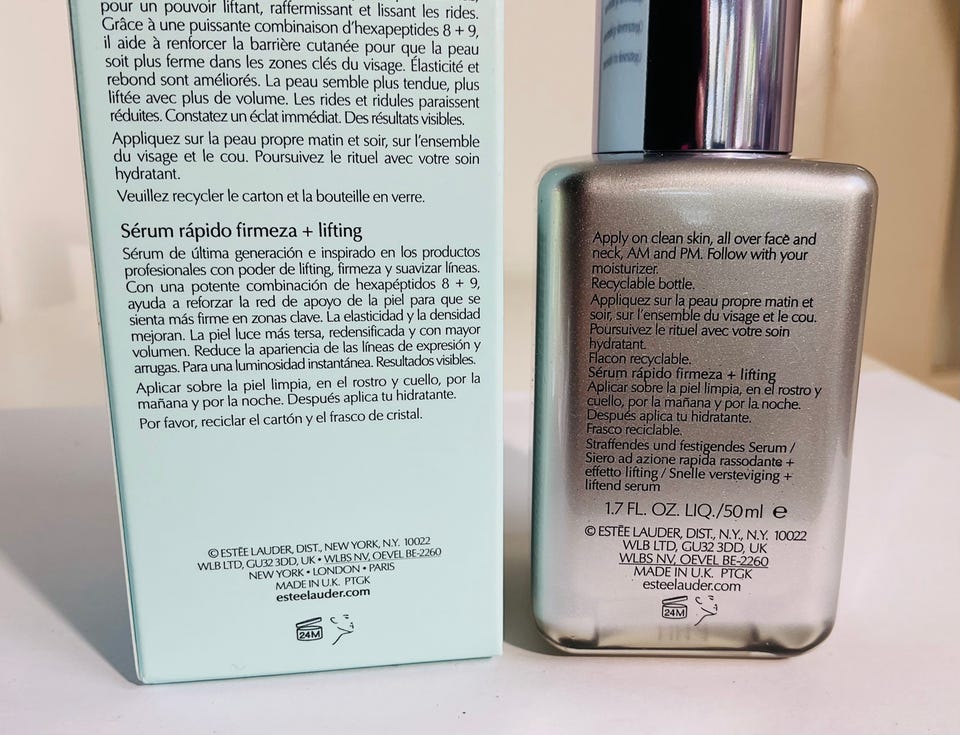 pour un pouvoir liftant, raffermissant et lissant les rides.
Grâce à une puissante combinaison d'hexapeptides 8 + 9,
il aide à renforcer la barrière cutanée pour que la peau
soit plus ferme dans les zones clés du visage. Élasticité et
rebond sont améliorés. La peau semble plus tendue, plus
liftée avec plus de volume. Les rides et ridules paraissent
réduites. Constatez un éclat immédiat. Des résultats visibles.
Appliquez sur la peau propre matin et soir, sur l'ensemble
du visage et le cou. Poursuivez le rituel avec votre soin
hydratant.
Veuillez recycler le carton et la bouteille en verre.
Sérum rápido firmeza + lifting
Sérum de última generación e inspirado en los productos
profesionales con poder de lifting, firmeza y suavizar líneas.
Con una potente combinación de hexapéptidos 8 + 9,
ayuda a reforzar la red de apoyo de la piel para que se
sienta más firme en zonas clave. La elasticidad y la densidad
mejoran. La piel luce más tersa, redensificada y con mayor
volumen. Reduce la apariencia de las líneas de expresión y
arrugas. Para una luminosidad instantánea. Resultados visibles.
Aplicar sobre la piel limpia, en el rostro y cuello, por la
mañana y por la noche. Después aplica tu hidratante.
Por favor, reciclar el cartón y el frasco de cristal.
© ESTĒE LAUDER, DIST., NEW YORK, N.Y. 10022
WLB LTD, GU32 3DD, UK • WLBS NV, OEVEL BE-2260
NEW YORK • LONDON • PARIS
MADE IN U.K. PTGK
esteelauder.com
24M
Apply on clean skin, all over face and
neck, AM and PM. Follow with your
moisturizer.
Recyclable bottle.
Appliquez sur la peau propre matin et
soir, sur l'ensemble du visage et le cou.
Poursuivez le rituel avec votre soin
hydratant.
Flacon recyclable.
Sérum rápido firmeza + lifting
Aplicar sobre la piel limpia, en el rostro y
cuello, por la mañana y por la noche.
Después aplica tu hidratante.
Frasco reciclable.
Straffendes und festigendes Serum /
Siero ad azione rapida rassodante +
effetto lifting / Snelle versteviging +
liftend serum
1.7 FL. OZ. LIQ./50 ml ℮
© ESTĒE LAUDER, DIST., N.Y., N.Y. 10022
WLB LTD, GU32 3DD, UK
WLBS NV, OEVEL BE-2260
MADE IN U.K. PTGK
esteelauder.com
24M